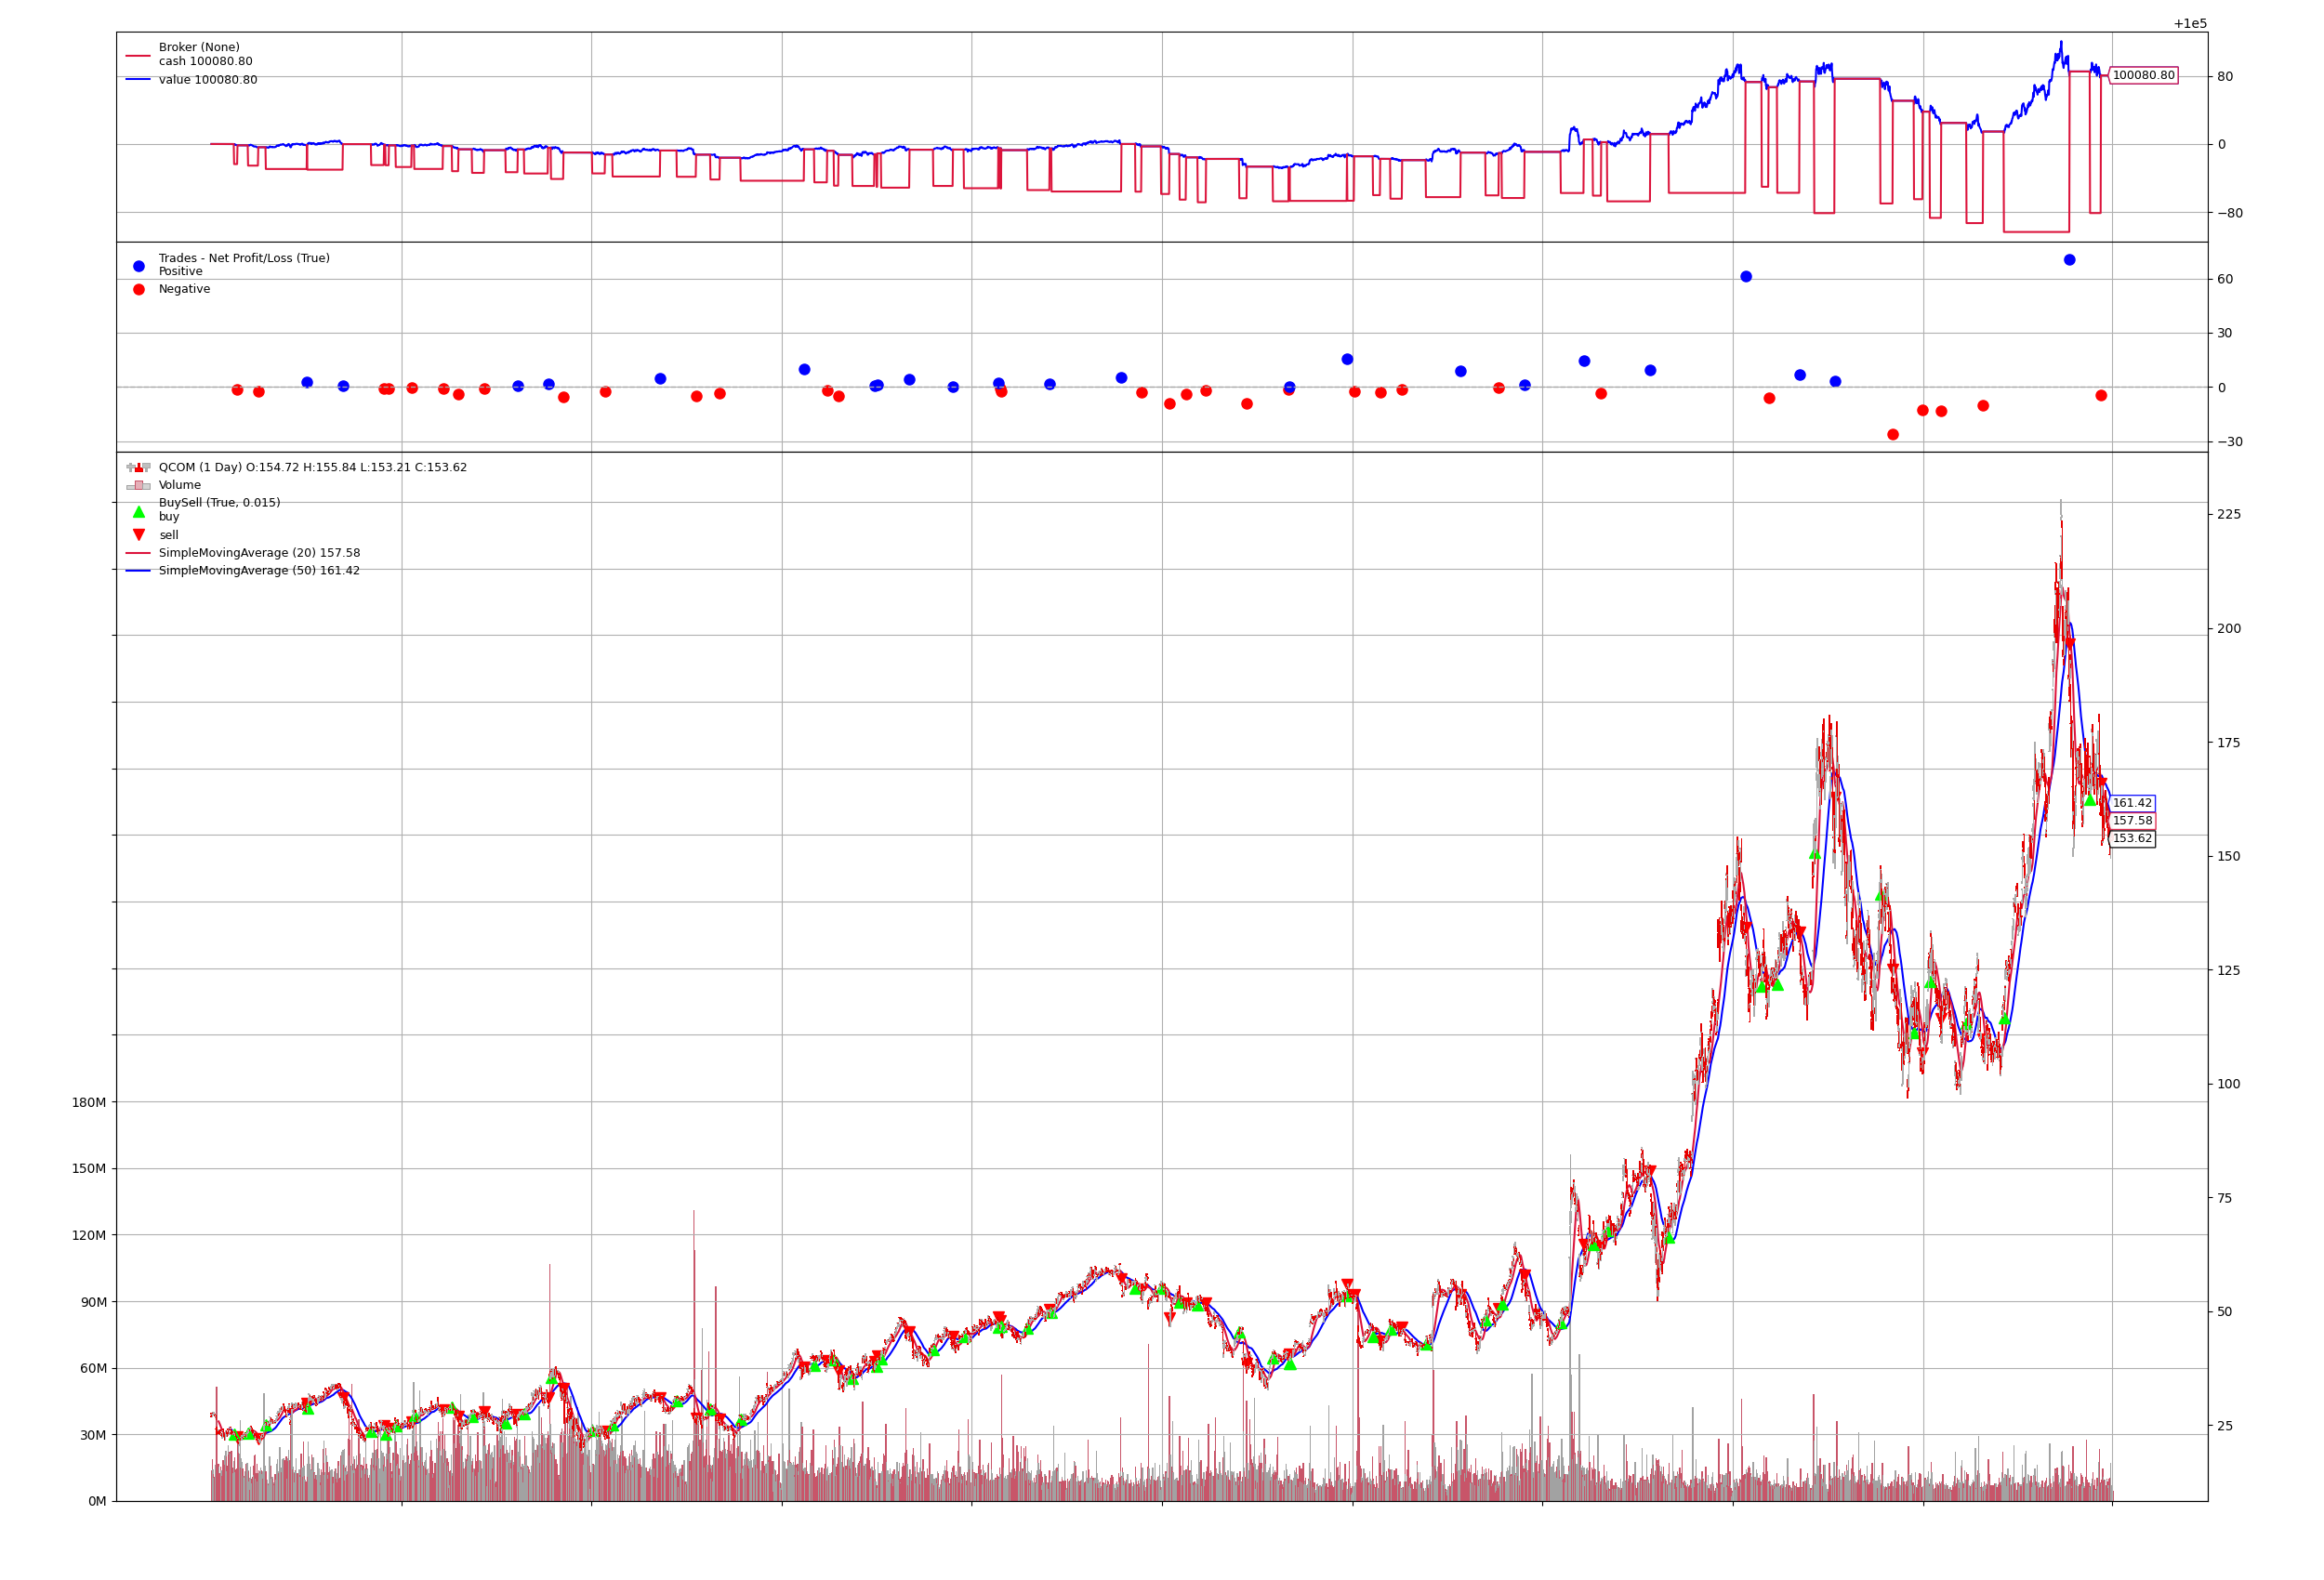 +1e5
Broker (None)
cash 100080.80
value 100080.80
100080.80
80
0
−80
Trades - Net Profit/Loss (True)
Positive
Negative
60
30
0
−30
QCOM (1 Day) O:154.72 H:155.84 L:153.21 C:153.62
Volume
BuySell (True, 0.015)
buy
sell
SimpleMovingAverage (20) 157.58
SimpleMovingAverage (50) 161.42
225
200
175
161.42
157.58
153.62
150
125
100
75
50
25
180M
150M
120M
90M
60M
30M
0M